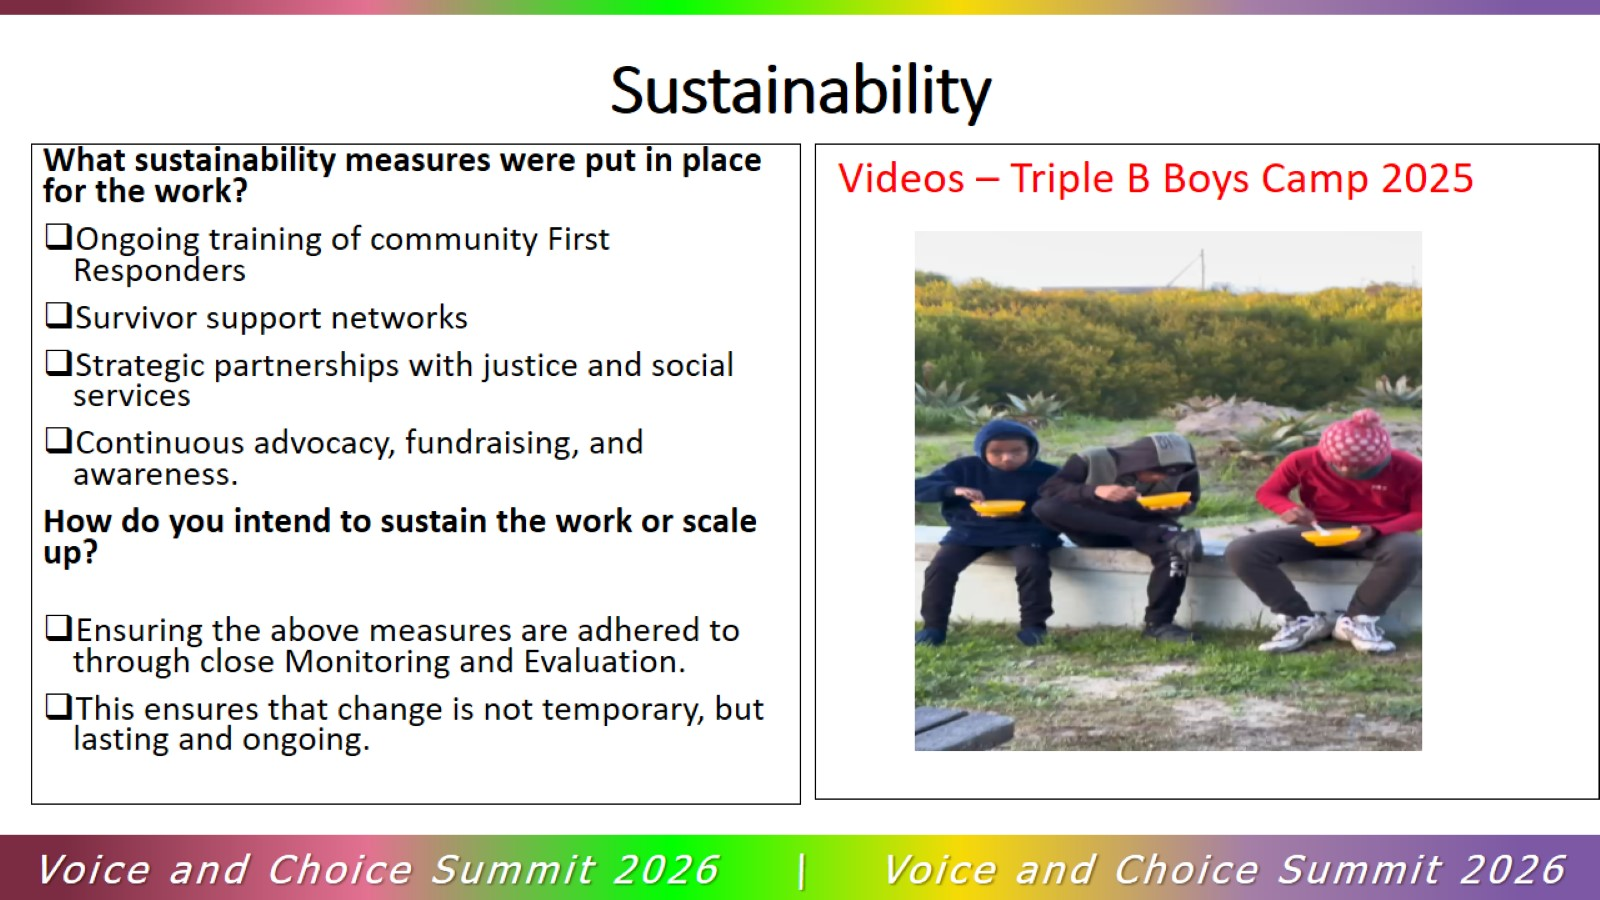 Sustainability
What sustainability measures were put in place
for the work?
❑Ongoing training of community First
Responders
❑Survivor support networks
❑Strategic partnerships with justice and social
services
❑Continuous advocacy, fundraising, and
awareness.
How do you intend to sustain the work or scale
up?
❑Ensuring the above measures are adhered to
through close Monitoring and Evaluation.
❑This ensures that change is not temporary, but
lasting and ongoing.
Videos – Triple B Boys Camp 2025
Voice and Choice Summit 2026 | Voice and Choice Summit 2026